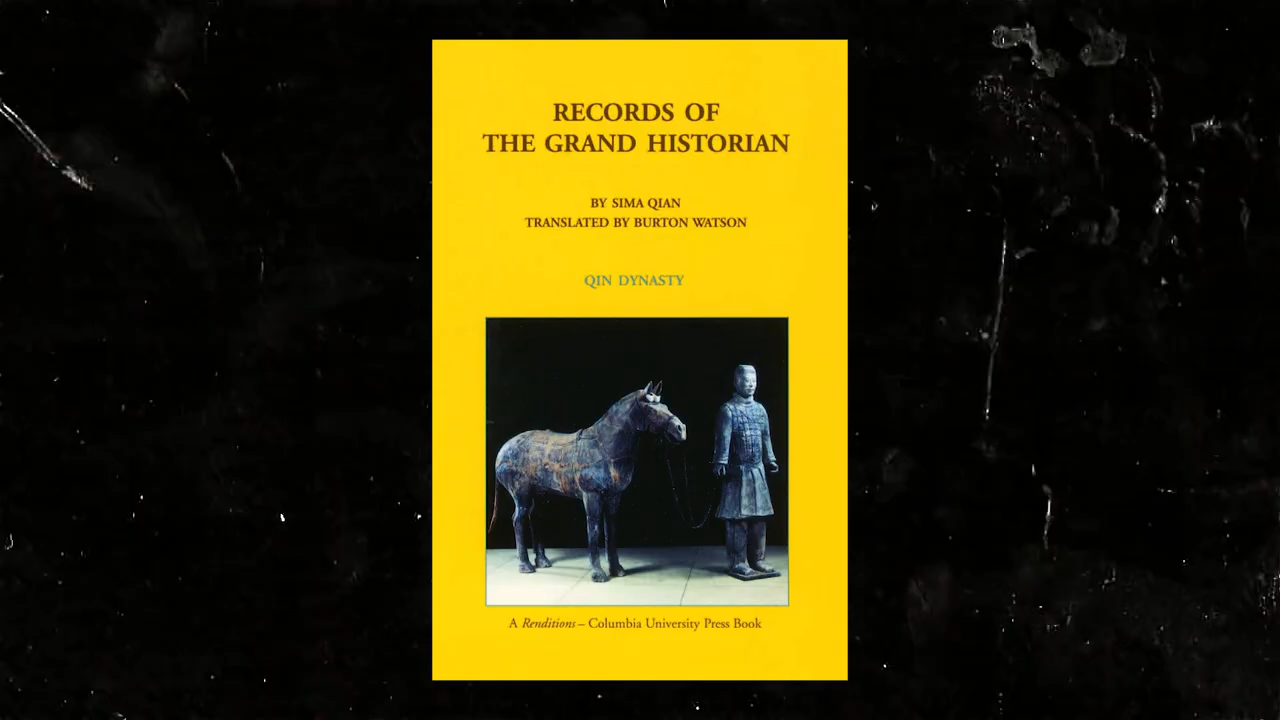 RECORDS OF
THE GRAND HISTORIAN
BY SIMA QIAN
TRANSLATED BY BURTON WATSON
QIN DYNASTY
A Renditions – Columbia University Press Book